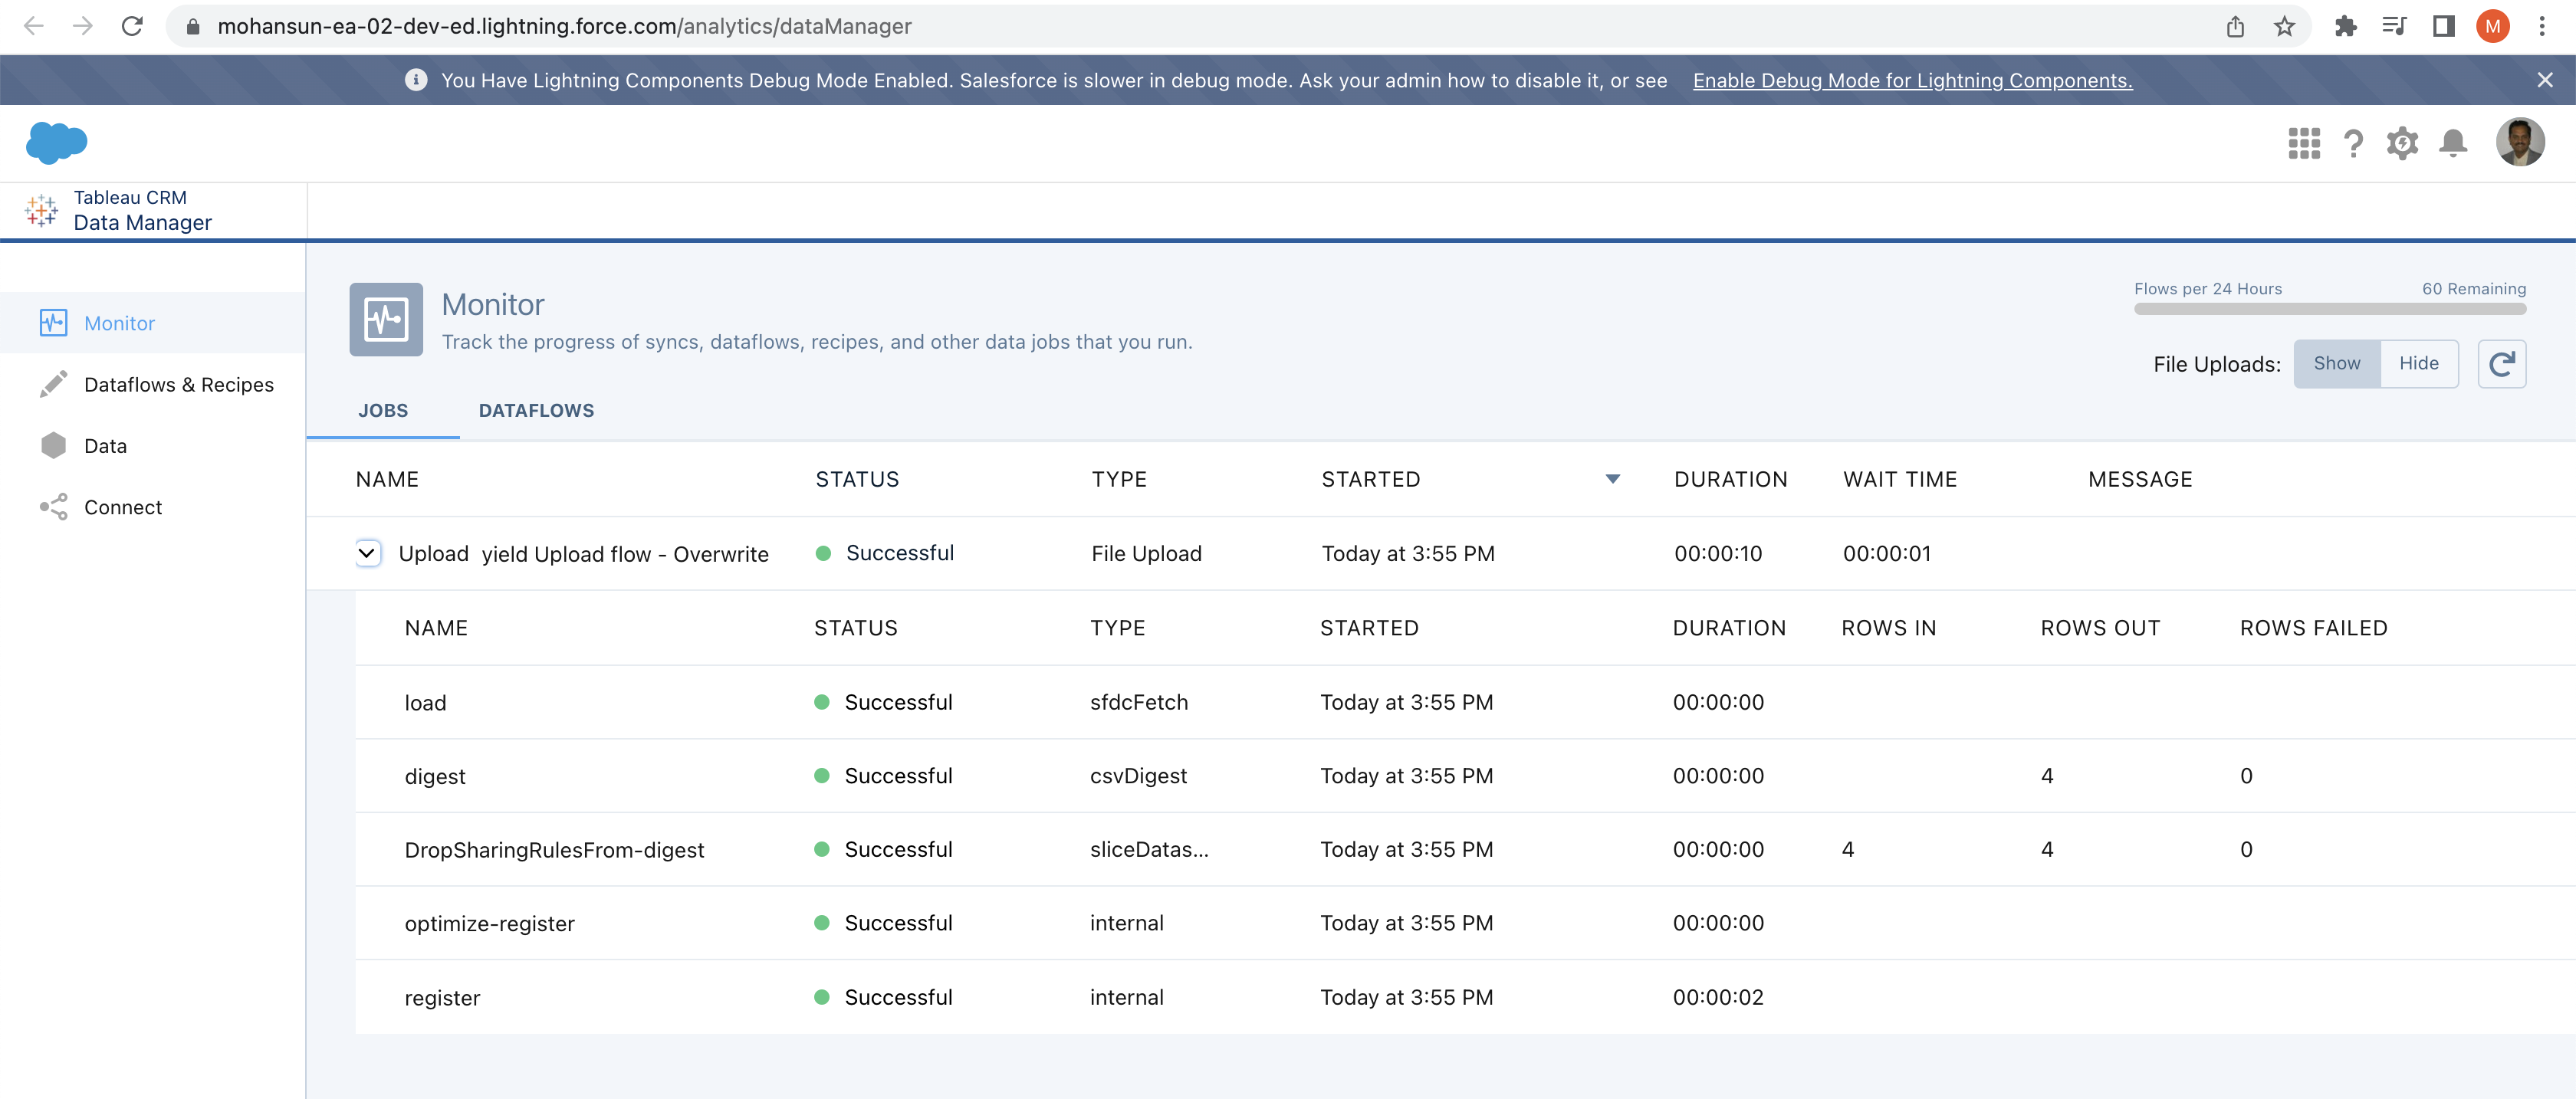 mohansun-ea-02-dev-ed.lightning.force.com/analytics/dataManager
M
You Have Lightning Components Debug Mode Enabled. Salesforce is slower in debug mode. Ask your admin how to disable it, or see Enable Debug Mode for Lightning Components.
Tableau CRM
Data Manager
Monitor
Dataflows & Recipes
Data
Connect
Monitor
Track the progress of syncs, dataflows, recipes, and other data jobs that you run.
Flows per 24 Hours 60 Remaining
File Uploads: Show Hide
JOBS DATAFLOWS
NAME STATUS TYPE STARTED DURATION WAIT TIME MESSAGE
Upload yield Upload flow - Overwrite Successful File Upload Today at 3:55 PM 00:00:10 00:00:01
NAME STATUS TYPE STARTED DURATION ROWS IN ROWS OUT ROWS FAILED
load Successful sfdcFetch Today at 3:55 PM 00:00:00
digest Successful csvDigest Today at 3:55 PM 00:00:00 4 0
DropSharingRulesFrom-digest Successful sliceDatas... Today at 3:55 PM 00:00:00 4 4 0
optimize-register Successful internal Today at 3:55 PM 00:00:00
register Successful internal Today at 3:55 PM 00:00:02